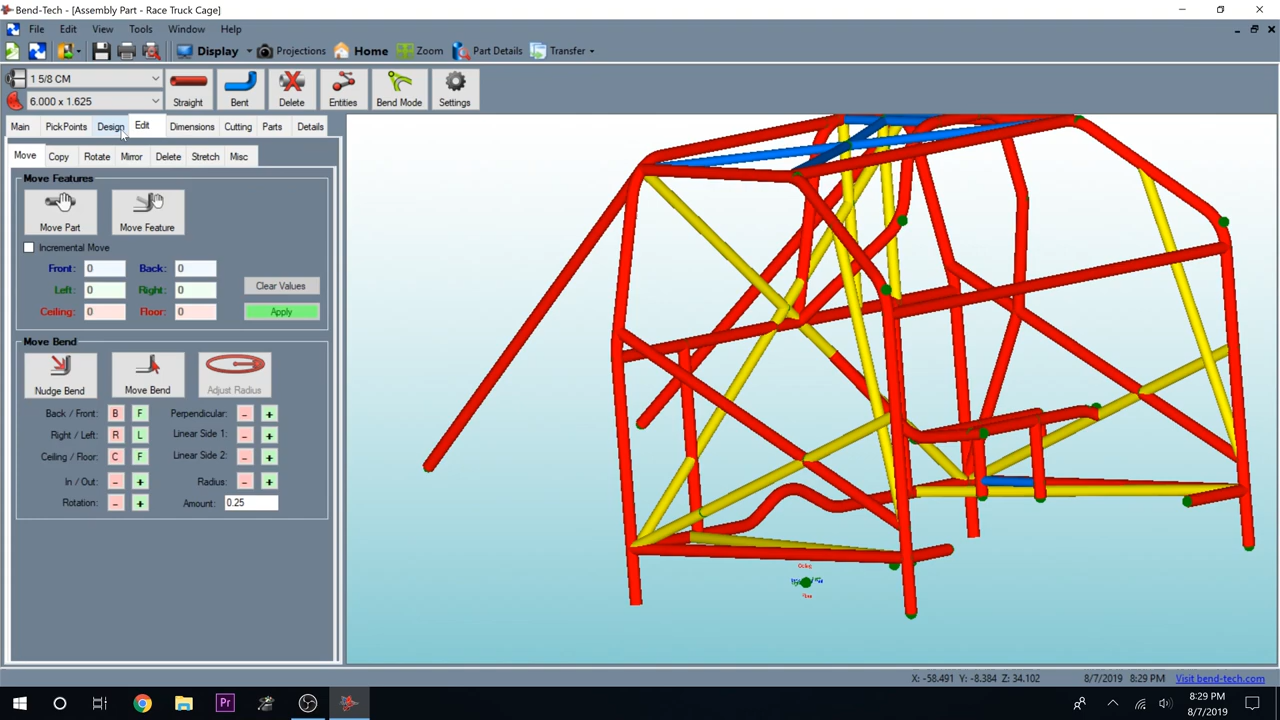 Bend-Tech - [Assembly Part - Race Truck Cage]
File Edit View Tools Window Help
Display Projections Home Zoom Part Details Transfer
1 5/8 CM
6.000 x 1.625
Straight Bent Delete Entities Bend Mode Settings
Main PickPoints Design Edit Dimensions Cutting Parts Details
Move Copy Rotate Mirror Delete Stretch Misc
Move Features
Move Part Move Feature
Incremental Move
Front: 0 Back: 0
Clear Values
Left: 0 Right: 0
Ceiling: 0 Floor: 0 Apply
Move Bend
Nudge Bend Move Bend Adjust Radius
Back / Front: B F Perpendicular: - +
Right / Left: R L Linear Side 1: - +
Ceiling / Floor: C F Linear Side 2: - +
In / Out: - + Radius: - +
Rotation: - + Amount: 0.25
X: -58.491 Y: -8.384 Z: 34.102 8/7/2019 8:29 PM Visit bend-tech.com
Pr
8:29 PM
8/7/2019